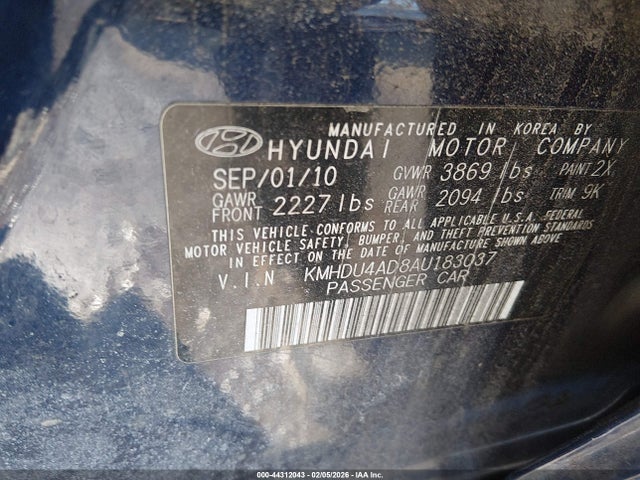 MANUFACTURED IN KOREA BY
HYUNDAI MOTOR COMPANY
SEP/01/10 GVWR 3869 lbs PAINT 2X
GAWR FRONT 2227 lbs GAWR REAR 2094 lbs TRIM 9K
THIS VEHICLE CONFORMS TO ALL APPLICABLE U.S.A. FEDERAL
MOTOR VEHICLE SAFETY, BUMPER, AND THEFT PREVENTION STANDARDS
IN EFFECT ON THE DATE OF MANUFACTURE SHOWN ABOVE.
V.I.N KMHDU4AD8AU183037
PASSENGER CAR
000-44312043 - 02/05/2026 - IAA Inc.